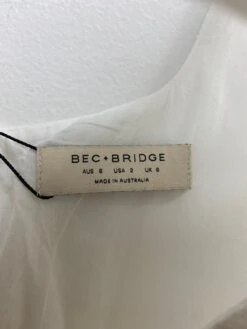 BEC+BRIDGE
AUS 6 USA 2 UK 6
MADE IN AUSTRALIA